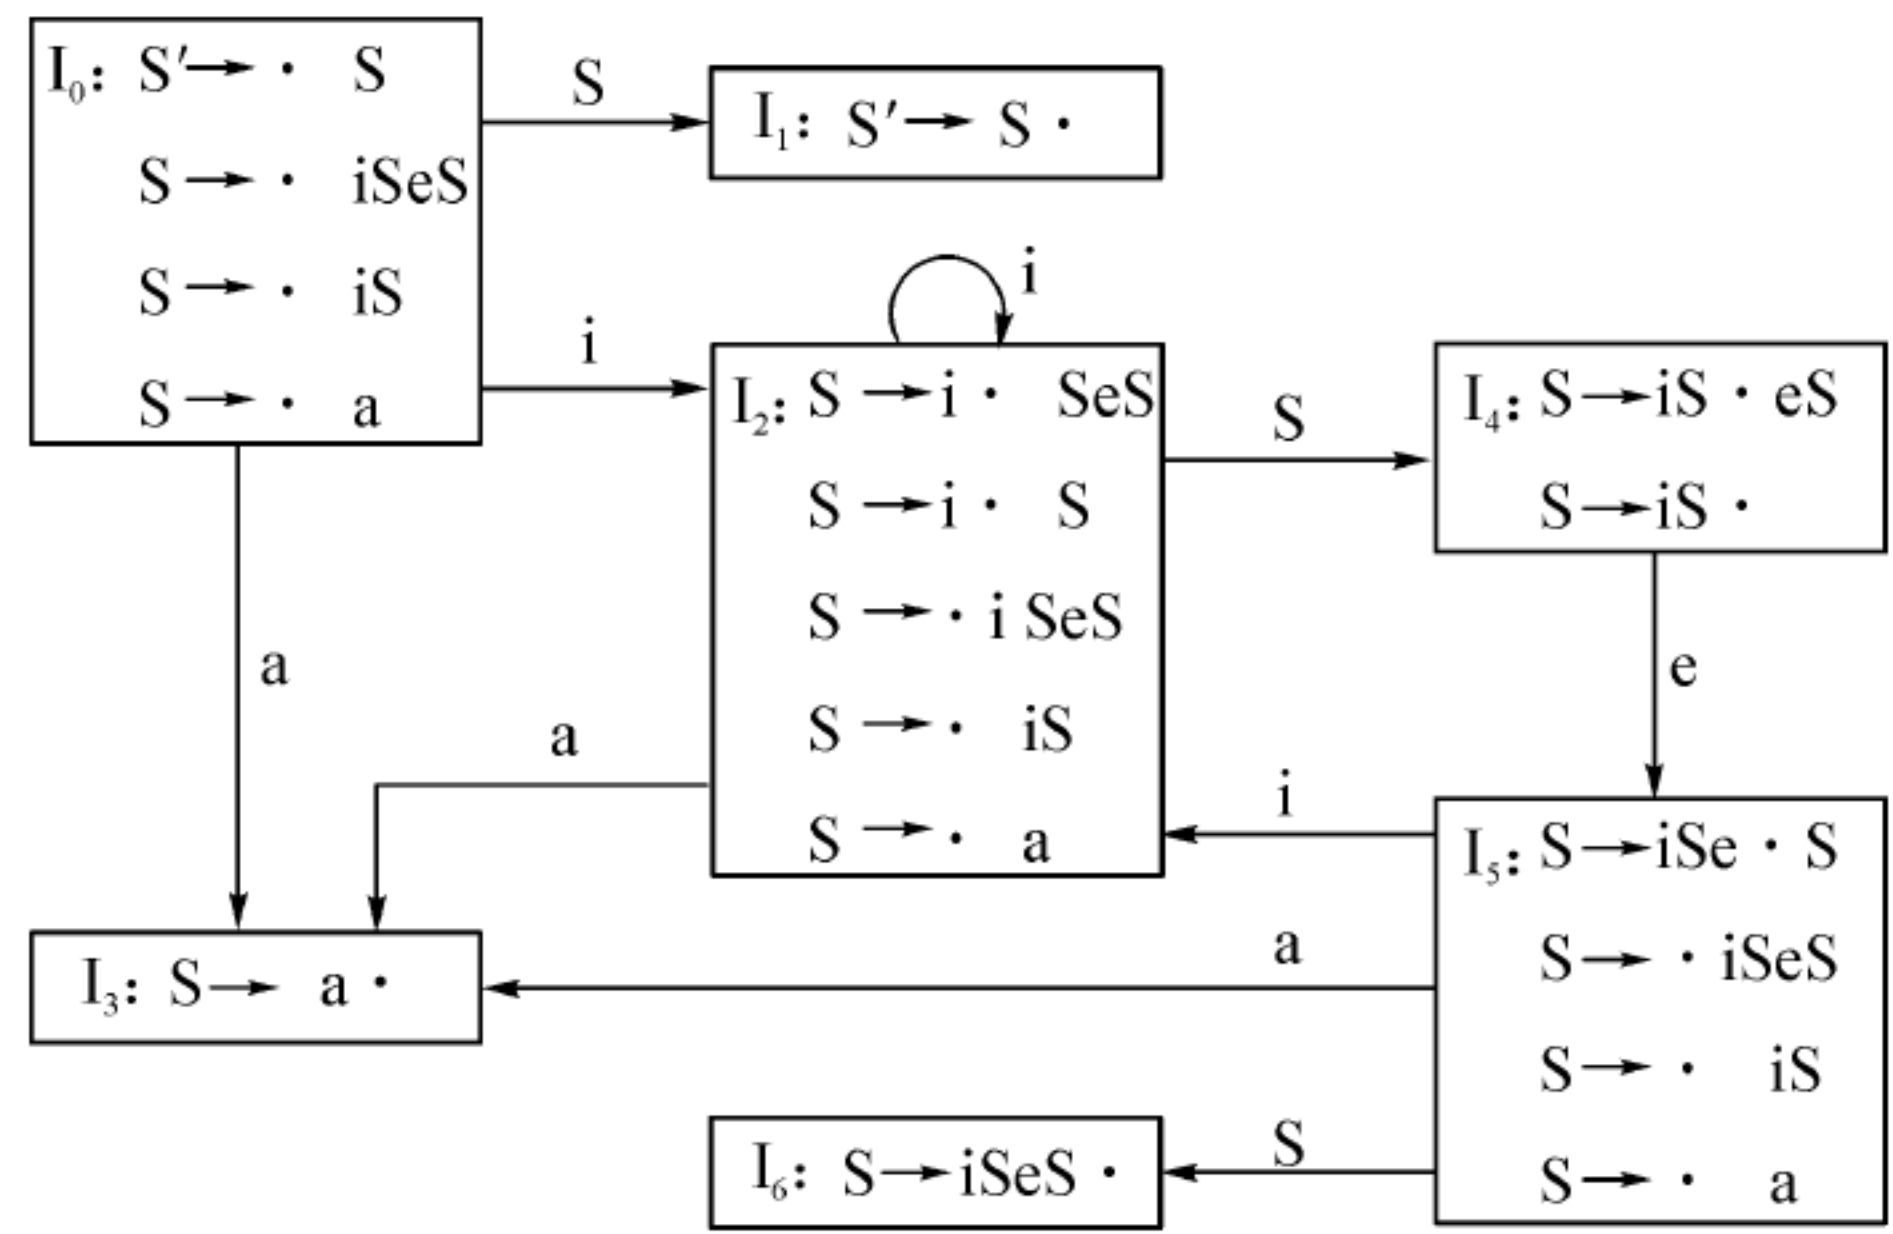 I₀: S′→ · S
S → · iSeS
S → · iS
S → · a
S
I₁: S′→ S ·
i
i
I₂: S →i · SeS
S →i · S
S → · i SeS
S → · iS
S → · a
S
I₄: S→iS · eS
S→iS ·
a
a
e
i
I₅: S→iSe · S
S→ · iSeS
S→ · iS
S→ · a
a
I₃: S→ a ·
S
I₆: S→iSeS ·